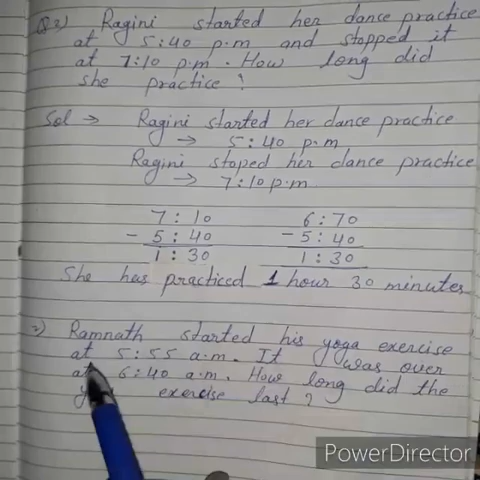 Q2) Ragini started her dance practice
at 5:40 p.m and stopped it
at 7:10 p.m. How long did
she practice?
Sol → Ragini started her dance practice
→ 5:40 p.m
Ragini stoped her dance practice
→ 7:10 p.m
7:10 6:70
- 5:40 - 5:40
1:30 1:30
She has practiced 1 hour 30 minutes
Ramnath started his yoga exercise
at 5:55 a.m. It was over
at 6:40 a.m. How long did the
exercise last?
PowerDirector